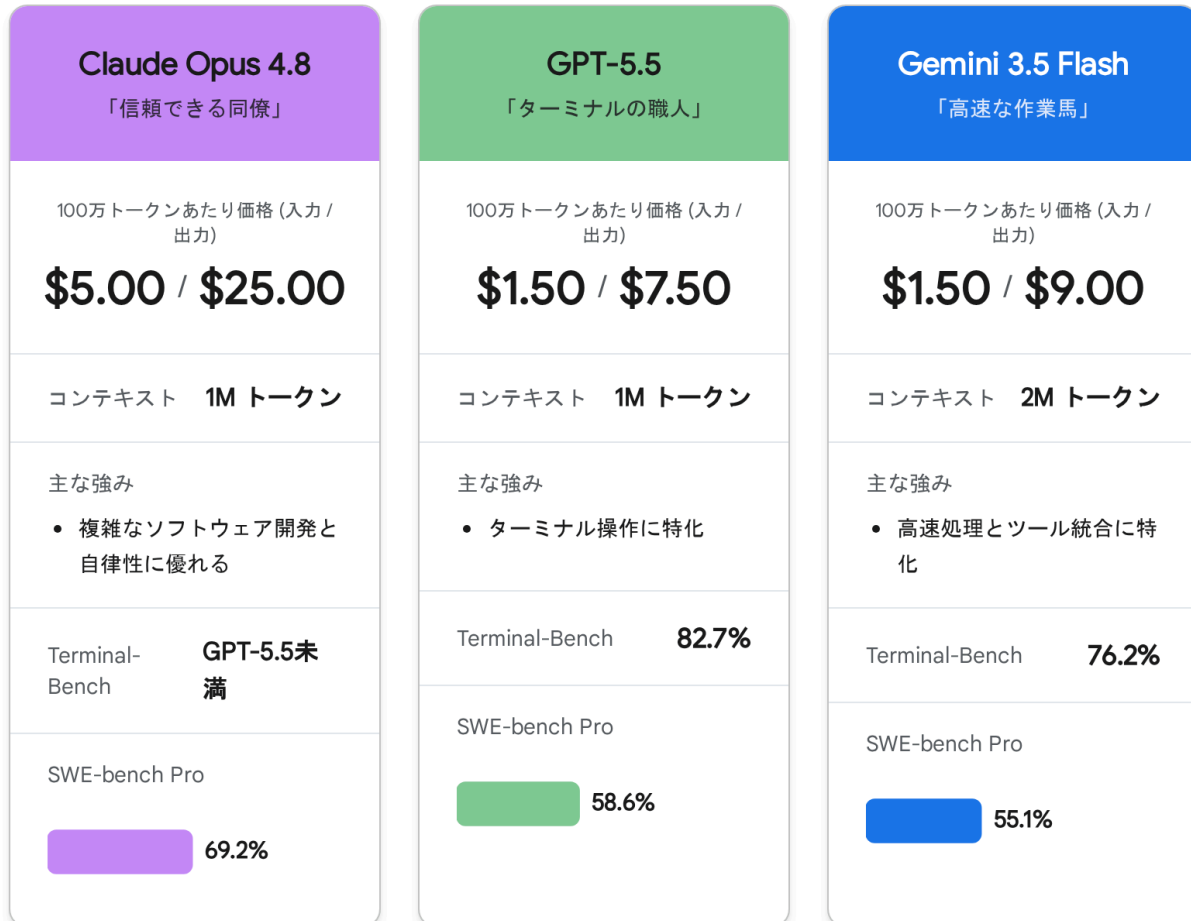 Claude Opus 4.8
「信頼できる同僚」
100万トークンあたり価格 (入力 /
出力)
$5.00 / $25.00
コンテキスト 1M トークン
主な強み
• 複雑なソフトウェア開発と
自律性に優れる
Terminal-
Bench
GPT-5.5未
満
SWE-bench Pro
69.2%
GPT-5.5
「ターミナルの職人」
100万トークンあたり価格 (入力 /
出力)
$1.50 / $7.50
コンテキスト 1M トークン
主な強み
• ターミナル操作に特化
Terminal-Bench 82.7%
SWE-bench Pro
58.6%
Gemini 3.5 Flash
「高速な作業馬」
100万トークンあたり価格 (入力 /
出力)
$1.50 / $9.00
コンテキスト 2M トークン
主な強み
• 高速処理とツール統合に特
化
Terminal-Bench 76.2%
SWE-bench Pro
55.1%